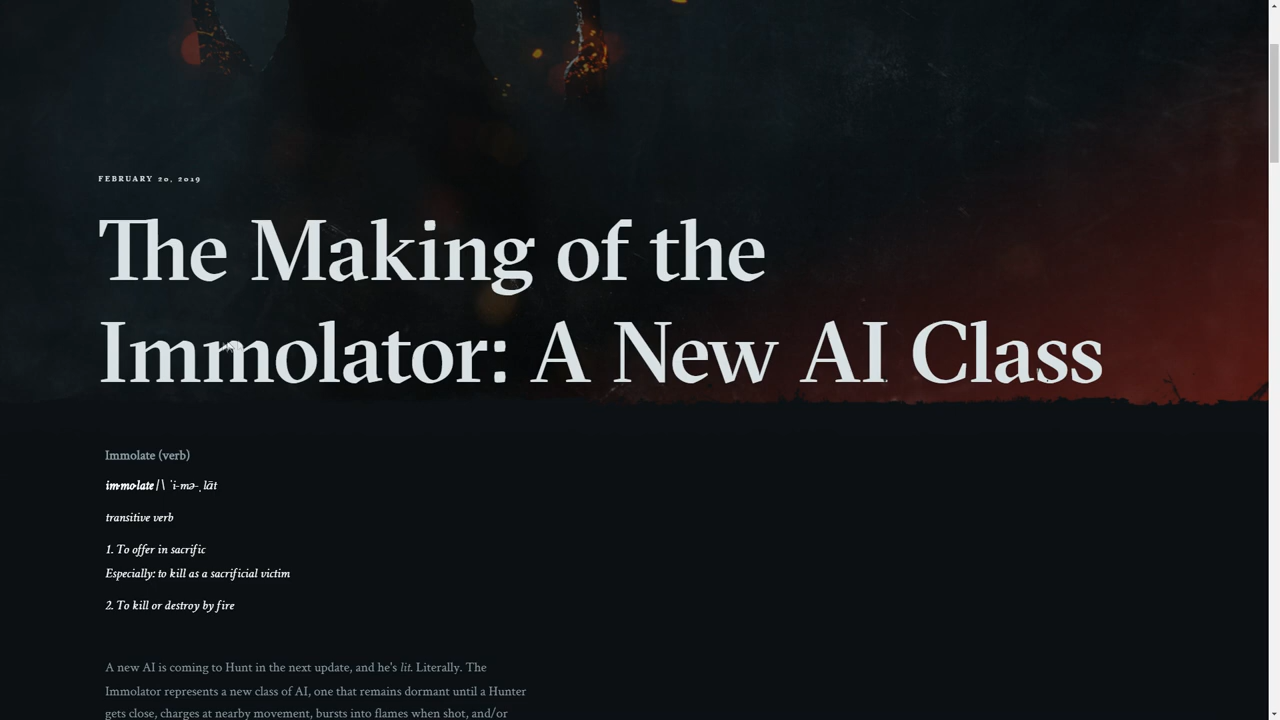 FEBRUARY 20, 2019
The Making of the
Immolator: A New AI Class
Immolate (verb)
im·mo·late | \ ˈi-mə-ˌlāt
transitive verb
1. To offer in sacrific
Especially: to kill as a sacrificial victim
2. To kill or destroy by fire
A new AI is coming to Hunt in the next update, and he's lit. Literally. The
Immolator represents a new class of AI, one that remains dormant until a Hunter
gets close, charges at nearby movement, bursts into flames when shot, and/or